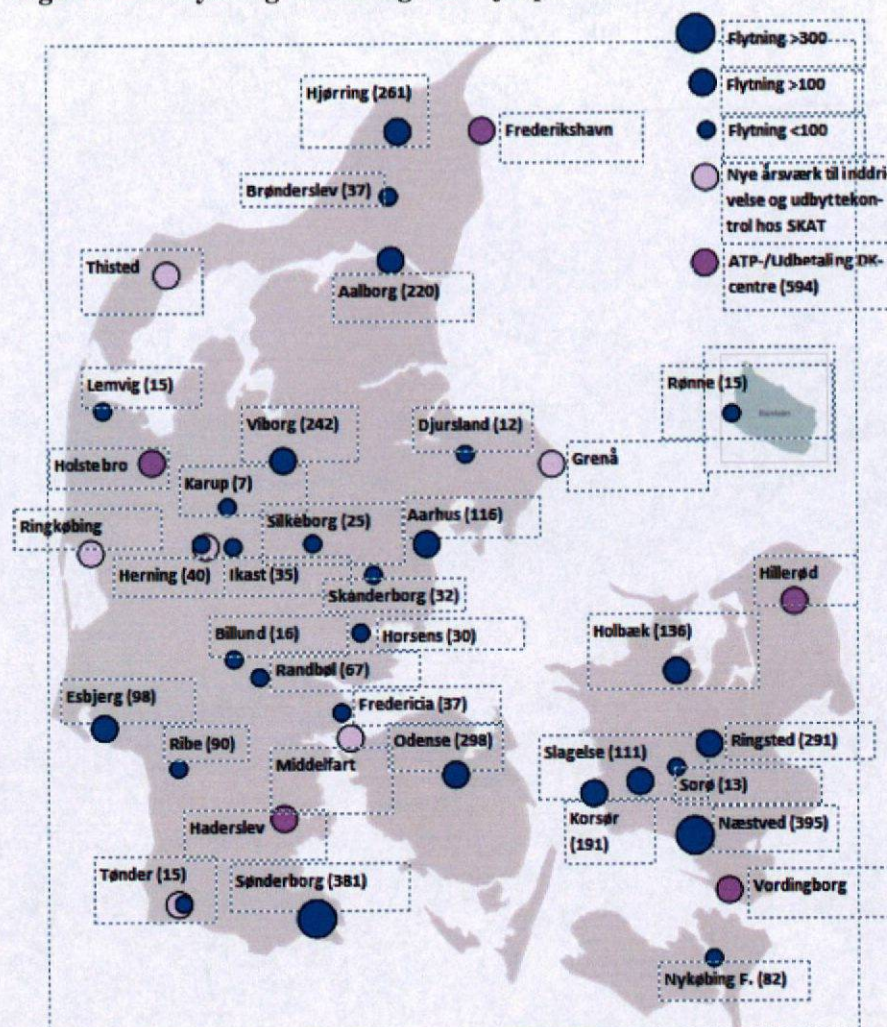 Flytning >300
Hjørring (261)
Flytning >100
Frederikshavn
Flytning <100
Nye årsværk til inddri
velse og udbyttekon-
trol hos SKAT
Brønderslev (37)
Thisted
ATP-/Udbetaling DK-
centre (594)
Aalborg (220)
Lemvig (15)
Rønne (15)
Viborg (242)
Djursland (12)
Holstebro
Grenå
Karup (7)
Ringkøbing
Silkeborg (25)
Aarhus (116)
Herning (40)
Ikast (35)
Skanderborg (32)
Hillerød
Billund (16)
Horsens (30)
Holbæk (136)
Randbøl (67)
Esbjerg (98)
Fredericia (37)
Ribe (90)
Odense (298)
Slagelse (111)
Ringsted (291)
Middelfart
Sorø (13)
Haderslev
Korsør
(191)
Næstved (395)
Tønder (15)
Sønderborg (381)
Vordingborg
Nykøbing F. (82)